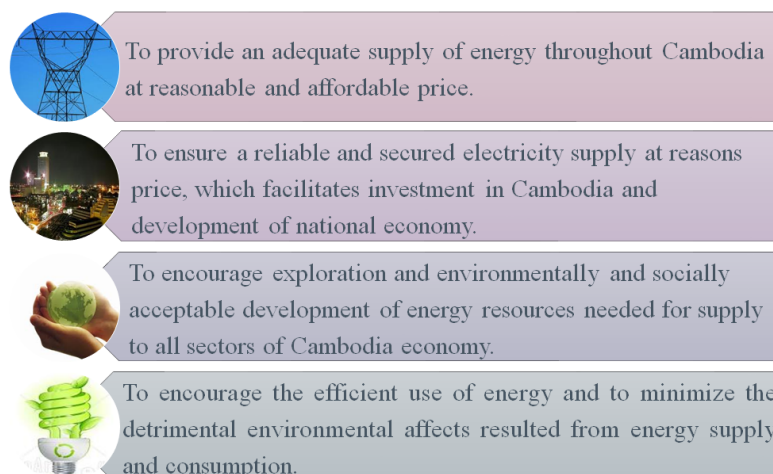 To provide an adequate supply of energy throughout Cambodia
at reasonable and affordable price.
To ensure a reliable and secured electricity supply at reasons
price, which facilitates investment in Cambodia and
development of national economy.
To encourage exploration and environmentally and socially
acceptable development of energy resources needed for supply
to all sectors of Cambodia economy.
To encourage the efficient use of energy and to minimize the
detrimental environmental affects resulted from energy supply
and consumption.